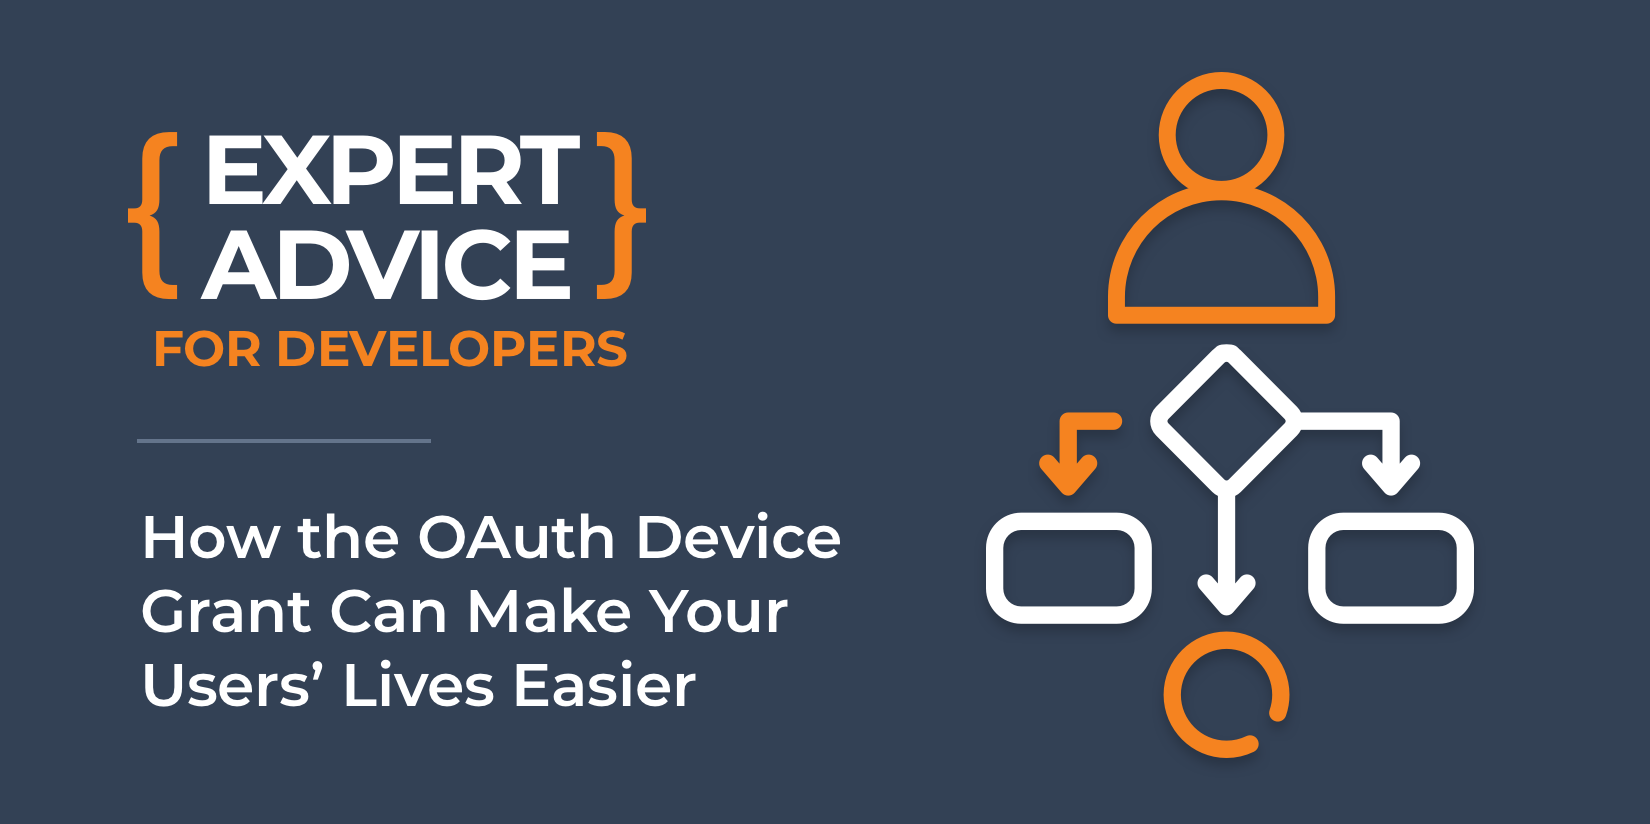 { EXPERT
ADVICE }
FOR DEVELOPERS
How the OAuth Device
Grant Can Make Your
Users’ Lives Easier